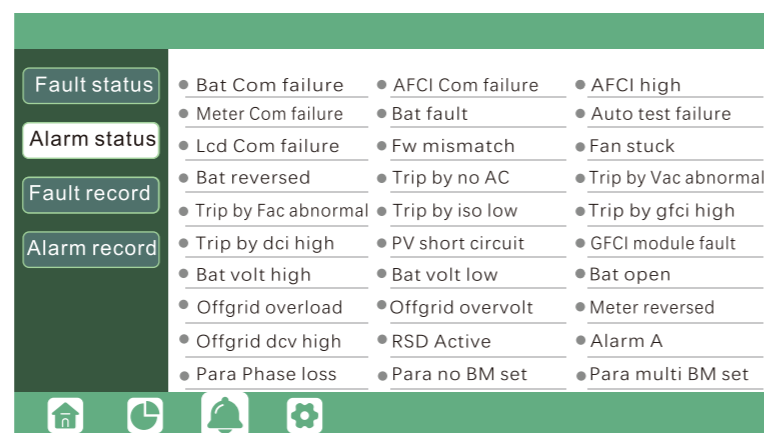 Fault status
Alarm status
Fault record
Alarm record
Bat Com failure AFCI Com failure AFCI high
Meter Com failure Bat fault Auto test failure
Lcd Com failure Fw mismatch Fan stuck
Bat reversed Trip by no AC Trip by Vac abnormal
Trip by Fac abnormal Trip by iso low Trip by gfci high
Trip by dci high PV short circuit GFCI module fault
Bat volt high Bat volt low Bat open
Offgrid overload Offgrid overvolt Meter reversed
Offgrid dcv high RSD Active Alarm A
Para Phase loss Para no BM set Para multi BM set